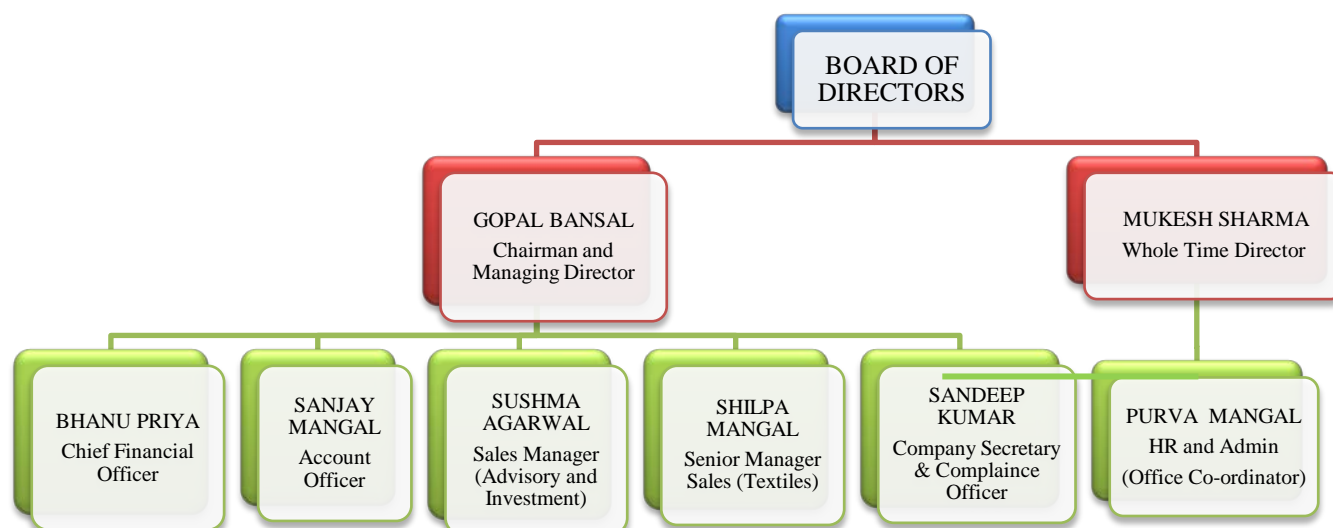 BOARD OF
DIRECTORS
GOPAL BANSAL
Chairman and
Managing Director
MUKESH SHARMA
Whole Time Director
BHANU PRIYA
Chief Financial
Officer
SANJAY
MANGAL
Account
Officer
SUSHMA
AGARWAL
Sales Manager
(Advisory and
Investment)
SHILPA
MANGAL
Senior Manager
Sales (Textiles)
SANDEEP
KUMAR
Company Secretary
& Complaince
Officer
PURVA MANGAL
HR and Admin
(Office Co-ordinator)